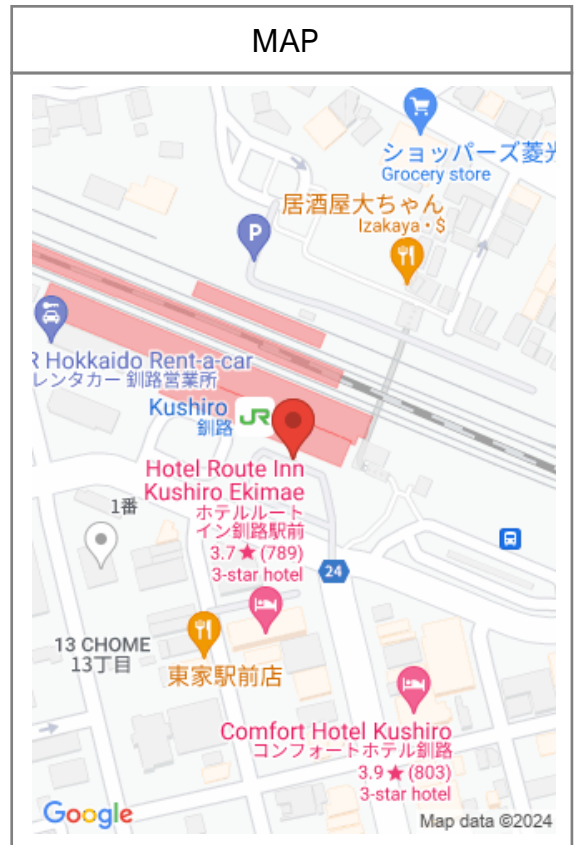 MAP
ショッパーズ菱光
Grocery store
居酒屋大ちゃん
Izakaya・$
P
R Hokkaido Rent-a-car
レンタカー 釧路営業所
Kushiro
釧路
JR
Hotel Route Inn
Kushiro Ekimae
ホテルルート
イン釧路駅前
3.7★(789)
3-star hotel
1番
24
13 CHOME
13丁目
東家駅前店
Comfort Hotel Kushiro
コンフォートホテル釧路
3.9★(803)
3-star hotel
Google
Map data ©2024